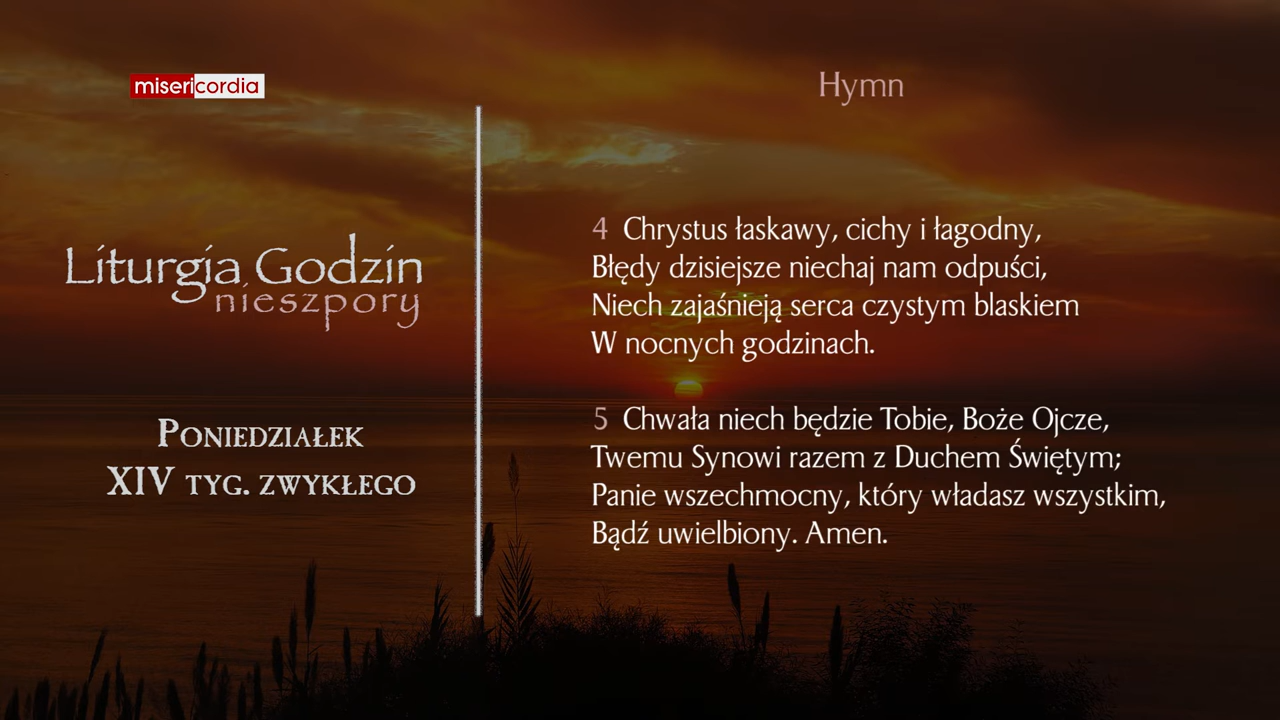 misericordia
Liturgia Godzin
nieszpory
Poniedziałek
XIV tyg. zwykłego
Hymn
4 Chrystus łaskawy, cichy i łagodny,
Błędy dzisiejsze niechaj nam odpuści,
Niech zajaśnieją serca czystym blaskiem
W nocnych godzinach.
5 Chwała niech będzie Tobie, Boże Ojcze,
Twemu Synowi razem z Duchem Świętym;
Panie wszechmocny, który władasz wszystkim,
Bądź uwielbiony. Amen.